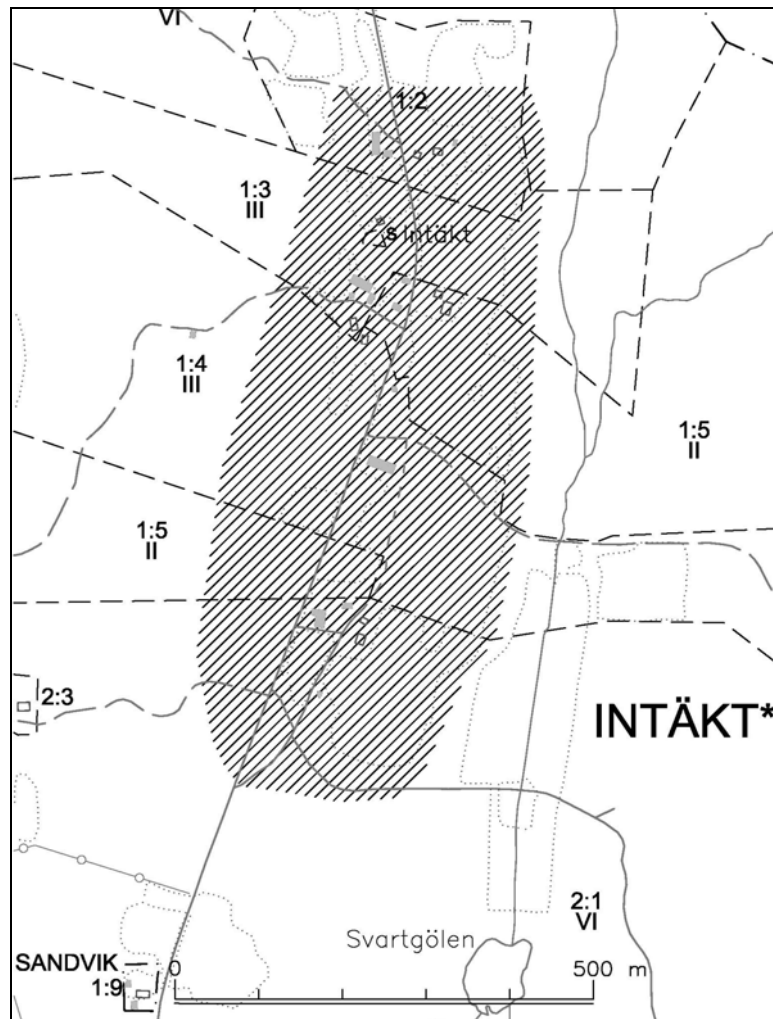 VI
1:2
1:3
III
s Intäkt
1:4
III
1:5
II
1:5
II
2:3
INTÄKT*
2:1
VI
Svartgölen
SANDVIK
1:9
0 500 m